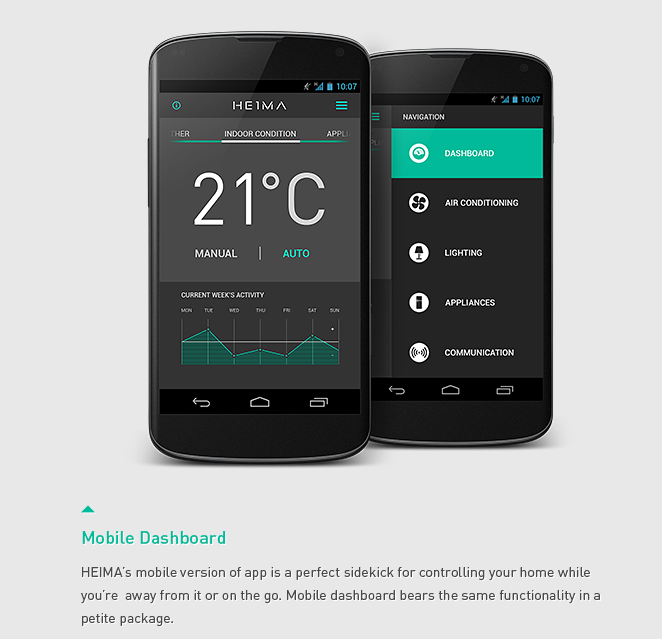 10:07
HEIMA
THER INDOOR CONDITION APPLI
21°C
MANUAL | AUTO
CURRENT WEEK'S ACTIVITY
MON TUE WED THU FRI SAT SUN
10:07
NAVIGATION
DASHBOARD
AIR CONDITIONING
LIGHTING
APPLIANCES
COMMUNICATION
Mobile Dashboard
HEIMA's mobile version of app is a perfect sidekick for controlling your home while
you're away from it or on the go. Mobile dashboard bears the same functionality in a
petite package.